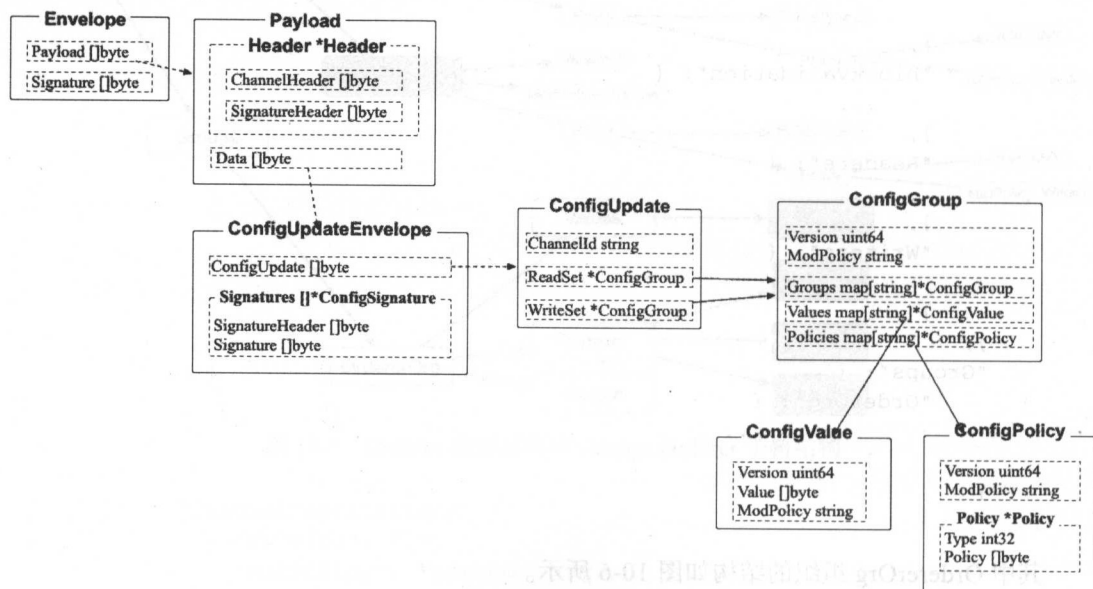 Envelope
Payload []byte
Signature []byte
Payload
Header *Header
ChannelHeader []byte
SignatureHeader []byte
Data []byte
ConfigUpdateEnvelope
ConfigUpdate []byte
Signatures []*ConfigSignature
SignatureHeader []byte
Signature []byte
ConfigUpdate
ChannelId string
ReadSet *ConfigGroup
WriteSet *ConfigGroup
ConfigGroup
Version uint64
ModPolicy string
Groups map[string]*ConfigGroup
Values map[string]*ConfigValue
Policies map[string]*ConfigPolicy
ConfigValue
Version uint64
Value []byte
ModPolicy string
ConfigPolicy
Version uint64
ModPolicy string
Policy *Policy
Type int32
Policy []byte